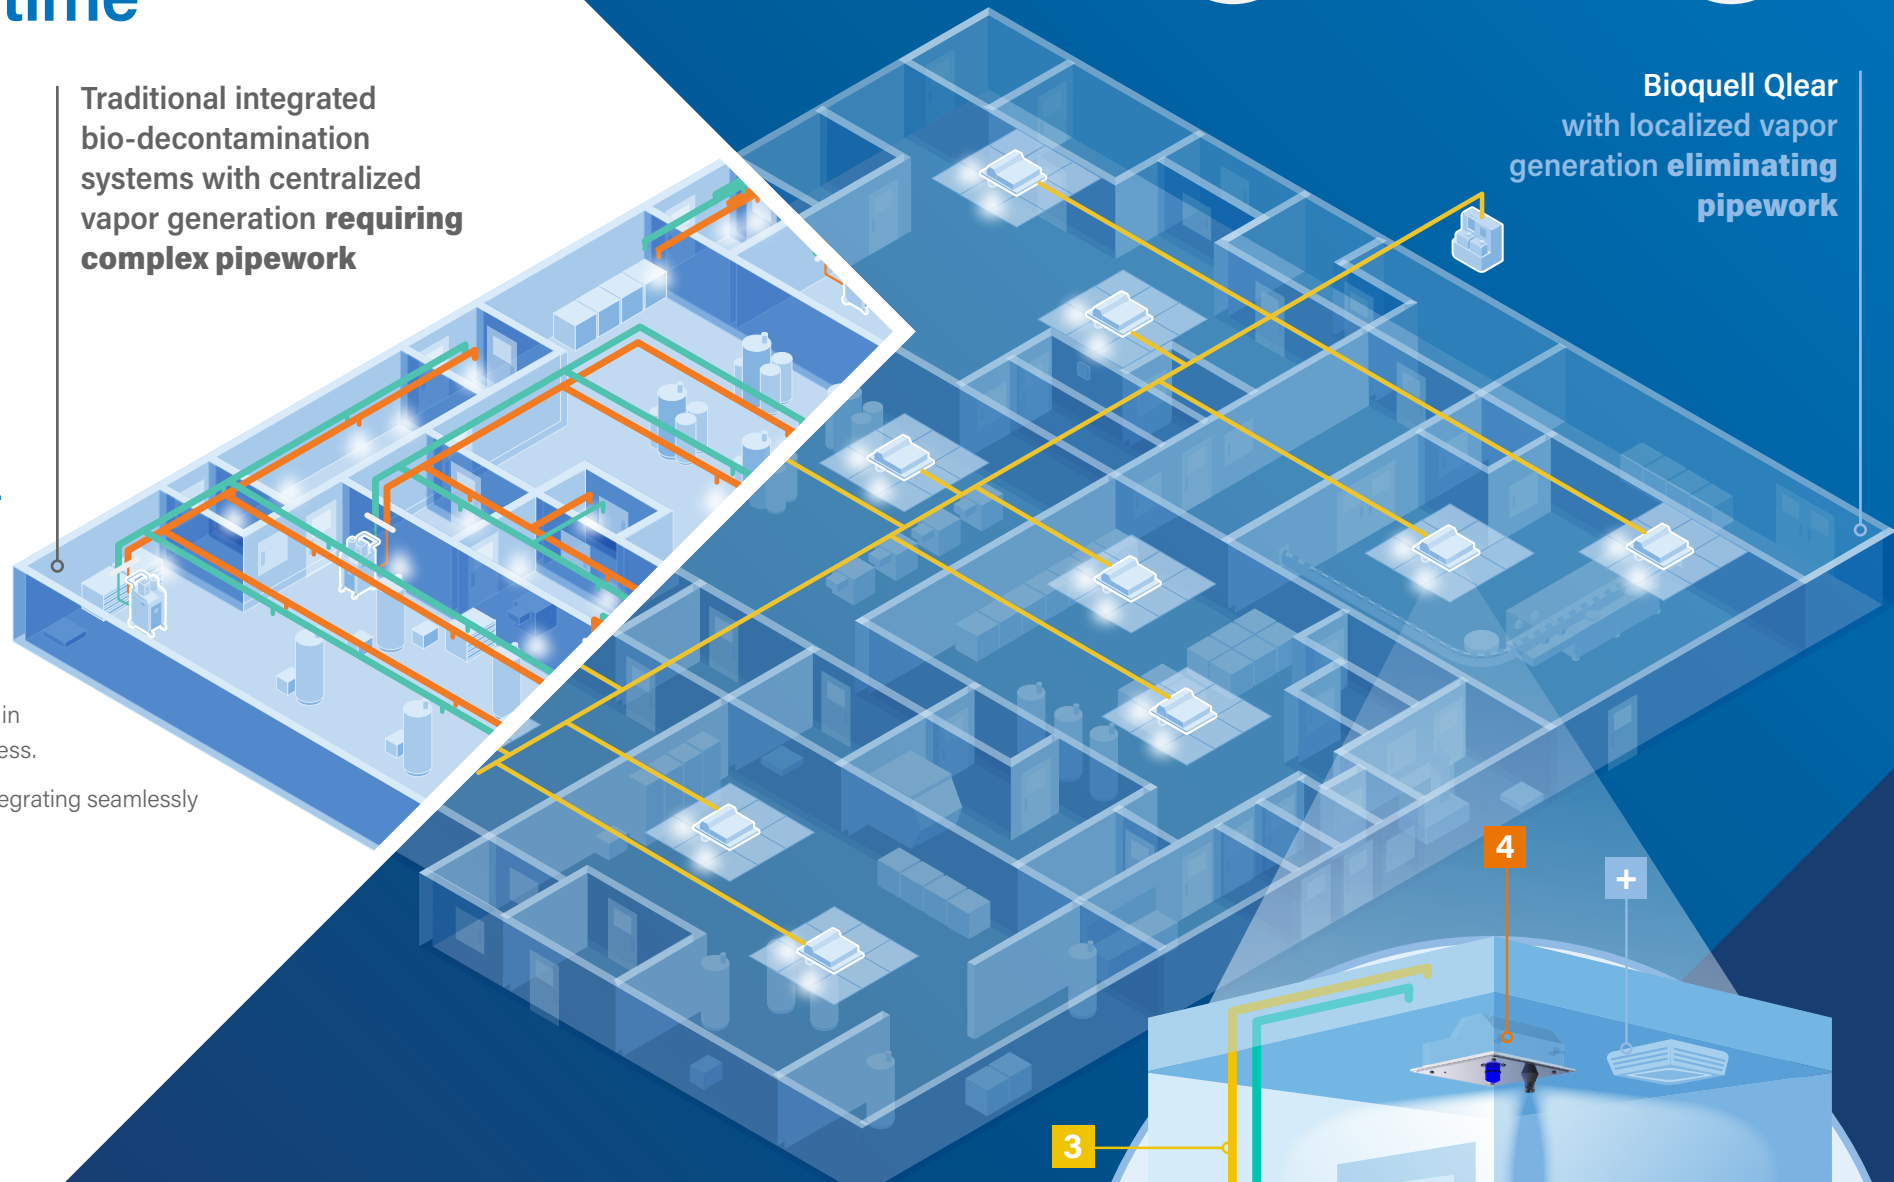 time
Traditional integrated
bio-decontamination
systems with centralized
vapor generation requiring
complex pipework
Bioquell Qlear
with localized vapor
generation eliminating
pipework
in
ess.
egrating seamlessly
4
+
3